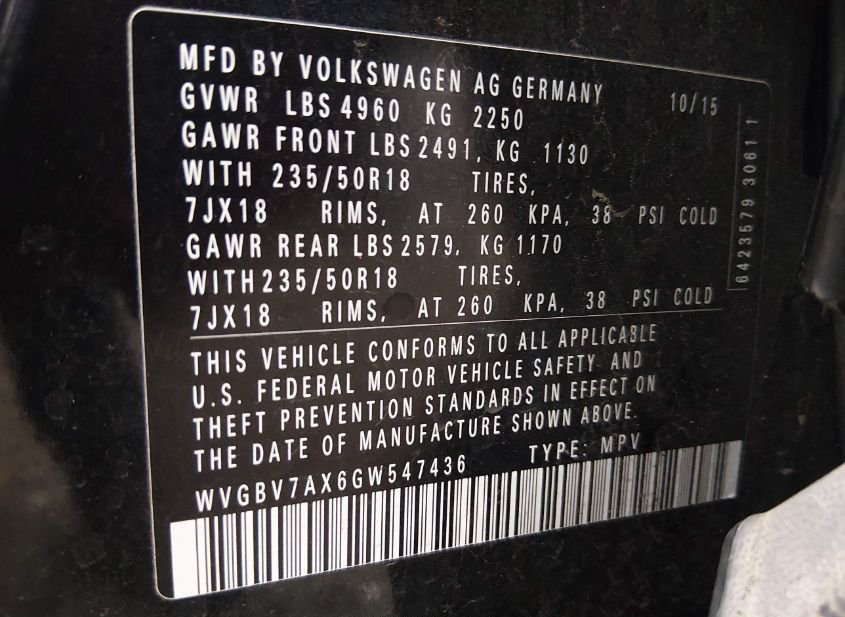 MFD BY VOLKSWAGEN AG GERMANY 10/15
GVWR LBS 4960 KG 2250
GAWR FRONT LBS 2491, KG 1130
WITH 235/50R18 TIRES,
7JX18 RIMS, AT 260 KPA, 38 PSI COLD
GAWR REAR LBS 2579, KG 1170
WITH 235/50R18 TIRES,
7JX18 RIMS, AT 260 KPA, 38 PSI COLD
THIS VEHICLE CONFORMS TO ALL APPLICABLE
U.S. FEDERAL MOTOR VEHICLE SAFETY AND
THEFT PREVENTION STANDARDS IN EFFECT ON
THE DATE OF MANUFACTURE SHOWN ABOVE.
WVGBV7AX6GW547436 TYPE: MPV
6423579 30611